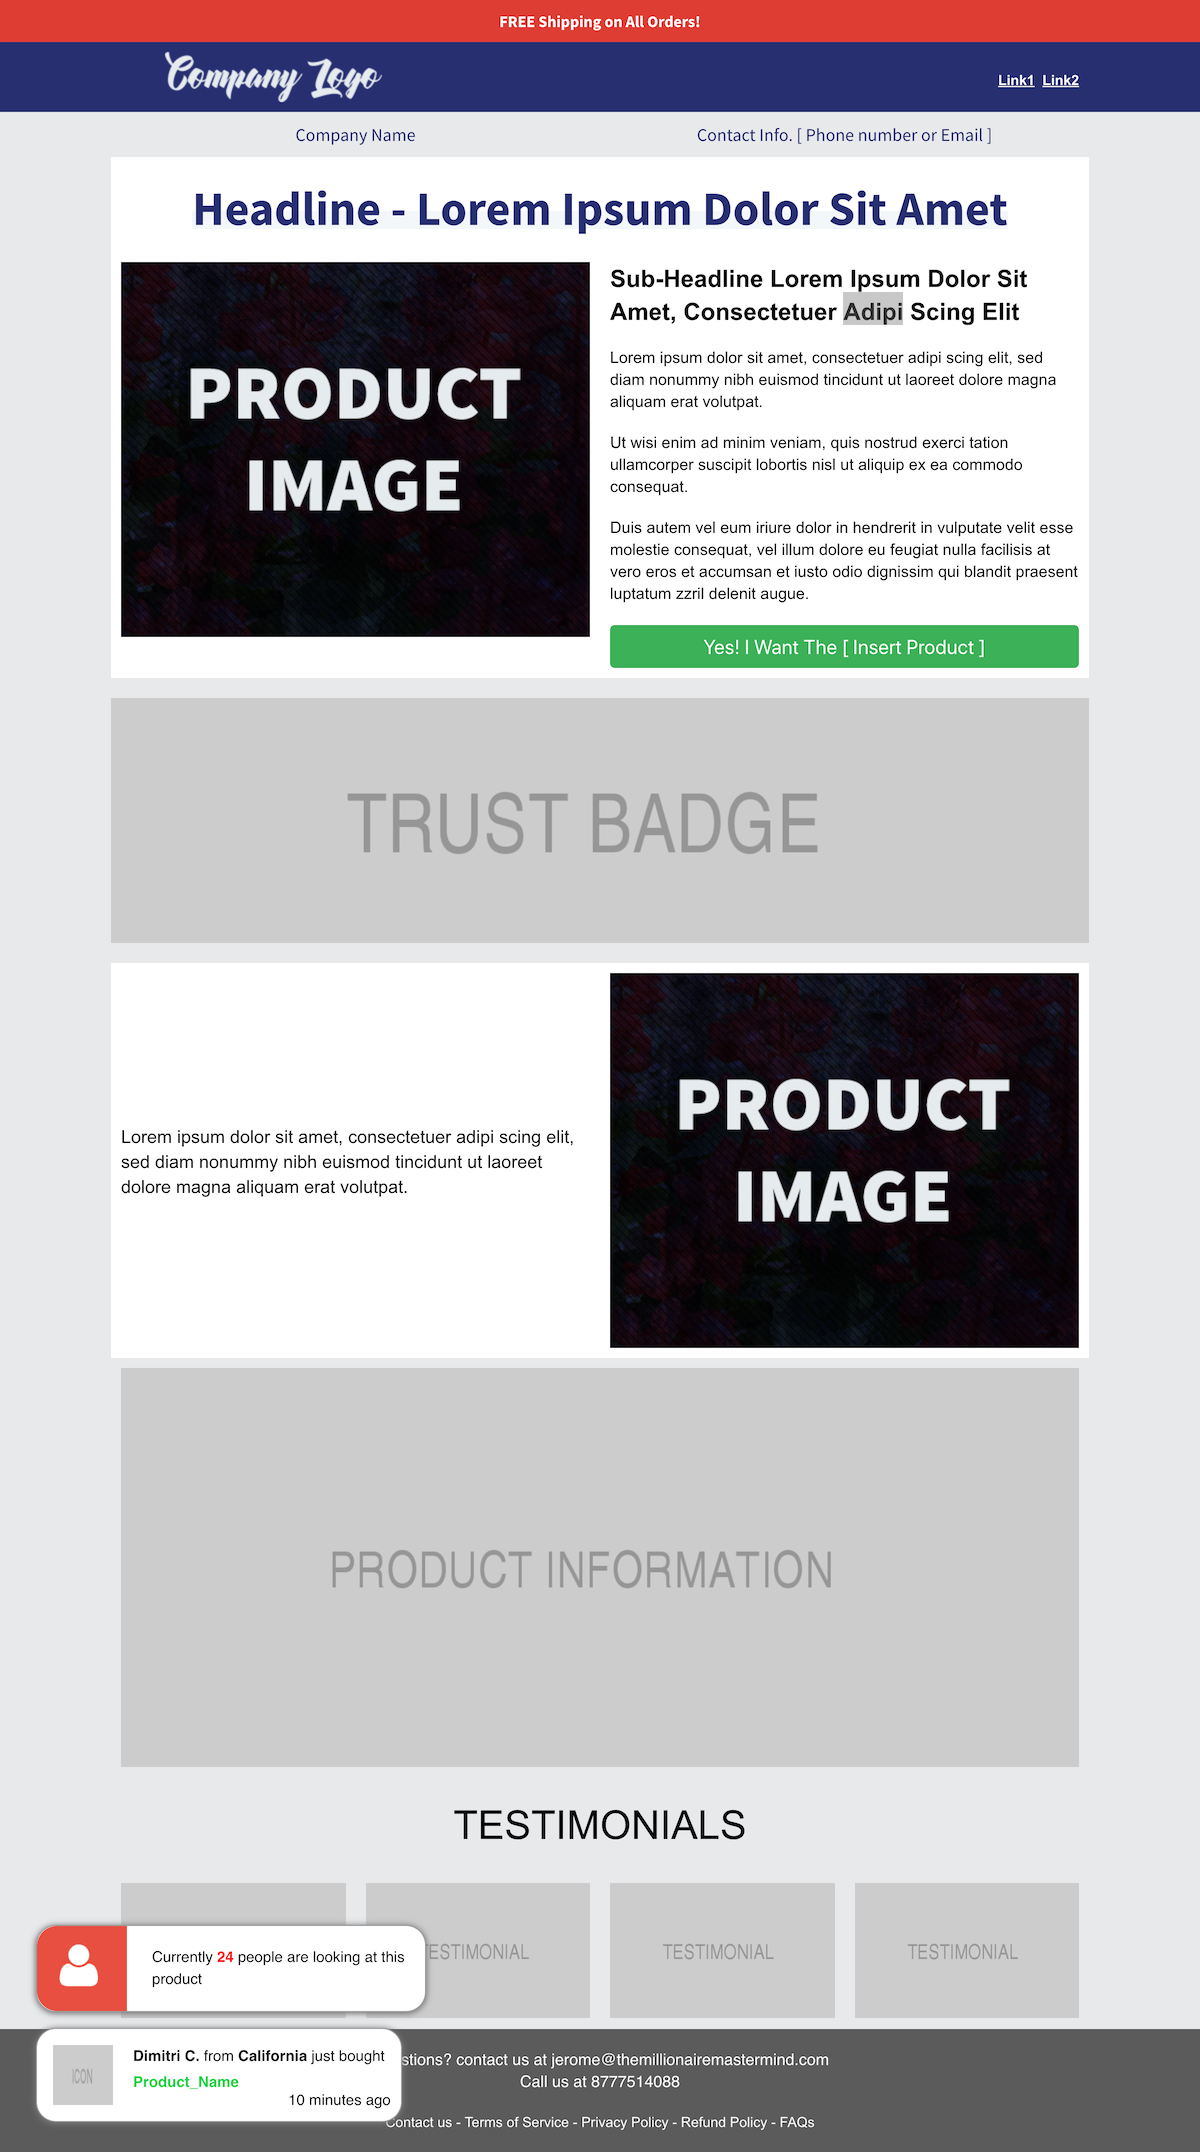 FREE Shipping on All Orders!
Company Logo
Link1 Link2
Company Name
Contact Info. [ Phone number or Email ]
Headline - Lorem Ipsum Dolor Sit Amet
PRODUCT
IMAGE
Sub-Headline Lorem Ipsum Dolor Sit
Amet, Consectetuer Adipi Scing Elit
Lorem ipsum dolor sit amet, consectetuer adipi scing elit, sed
diam nonummy nibh euismod tincidunt ut laoreet dolore magna
aliquam erat volutpat.
Ut wisi enim ad minim veniam, quis nostrud exerci tation
ullamcorper suscipit lobortis nisl ut aliquip ex ea commodo
consequat.
Duis autem vel eum iriure dolor in hendrerit in vulputate velit esse
molestie consequat, vel illum dolore eu feugiat nulla facilisis at
vero eros et accumsan et iusto odio dignissim qui blandit praesent
luptatum zzril delenit augue.
Yes! I Want The [ Insert Product ]
TRUST BADGE
Lorem ipsum dolor sit amet, consectetuer adipi scing elit,
sed diam nonummy nibh euismod tincidunt ut laoreet
dolore magna aliquam erat volutpat.
PRODUCT
IMAGE
PRODUCT INFORMATION
TESTIMONIALS
ESTIMONIAL
TESTIMONIAL
TESTIMONIAL
Currently 24 people are looking at this
product
Dimitri C. from California just bought
ICON
Product_Name
10 minutes ago
stions? contact us at jerome@themillionairemastermind.com
Call us at 8777514088
Contact us - Terms of Service - Privacy Policy - Refund Policy - FAQs